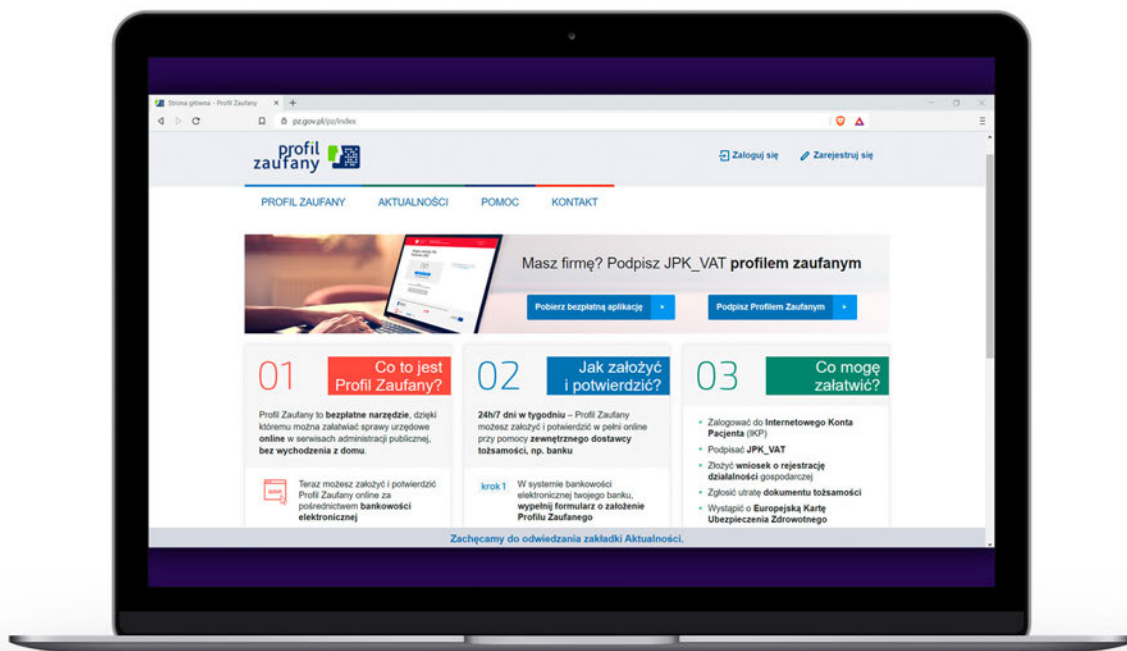 Strona główna - Profil Zaufany
pz.gov.pl/pz/index
profil
zaufany
Zaloguj się
Zarejestruj się
PROFIL ZAUFANY
AKTUALNOŚCI
POMOC
KONTAKT
Masz firmę? Podpisz JPK_VAT profilem zaufanym
Pobierz bezpłatną aplikację
Podpisz Profilem Zaufanym
01
Co to jest
Profil Zaufany?
Profil Zaufany to bezpłatne narzędzie, dzięki
któremu można załatwiać sprawy urzędowe
online w serwisach administracji publicznej,
bez wychodzenia z domu.
Teraz możesz założyć i potwierdzić
Profil Zaufany online za
pośrednictwem bankowości
elektronicznej
02
Jak założyć
i potwierdzić?
24h/7 dni w tygodniu – Profil Zaufany
możesz założyć i potwierdzić w pełni online
przy pomocy zewnętrznego dostawcy
tożsamości, np. banku
krok 1
W systemie bankowości
elektronicznej twojego banku,
wypełnij formularz o założenie
Profilu Zaufanego
03
Co mogę
załatwić?
Zalogować do Internetowego Konta
Pacjenta (IKP)
Podpisać JPK_VAT
Złożyć wniosek o rejestrację
działalności gospodarczej
Zgłosić utratę dokumentu tożsamości
Wystąpić o Europejską Kartę
Ubezpieczenia Zdrowotnego
Zachęcamy do odwiedzania zakładki Aktualności.